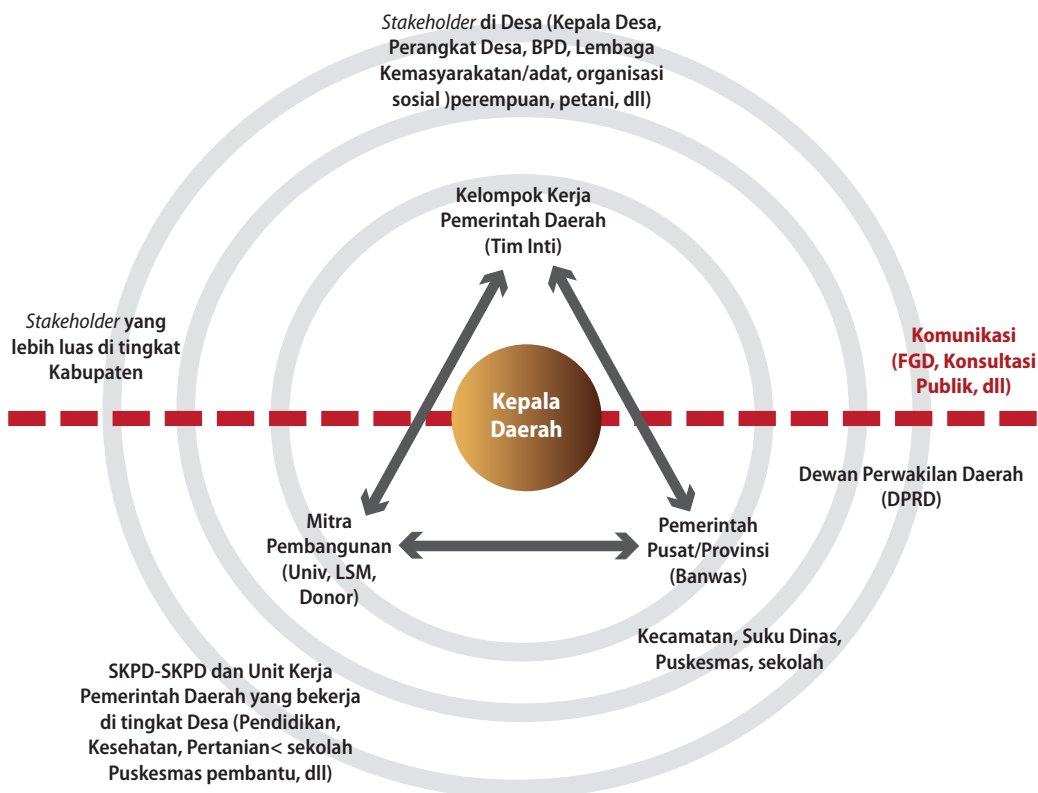 Stakeholder di Desa (Kepala Desa,
Perangkat Desa, BPD, Lembaga
Kemasyarakatan/adat, organisasi
sosial )perempuan, petani, dll)
Kelompok Kerja
Pemerintah Daerah
(Tim Inti)
Stakeholder yang
lebih luas di tingkat
Kabupaten
Komunikasi
(FGD, Konsultasi
Publik, dll)
Kepala
Daerah
Dewan Perwakilan Daerah
(DPRD)
Mitra
Pembangunan
(Univ, LSM,
Donor)
Pemerintah
Pusat/Provinsi
(Banwas)
Kecamatan, Suku Dinas,
Puskesmas, sekolah
SKPD-SKPD dan Unit Kerja
Pemerintah Daerah yang bekerja
di tingkat Desa (Pendidikan,
Kesehatan, Pertanian< sekolah
Puskesmas pembantu, dll)